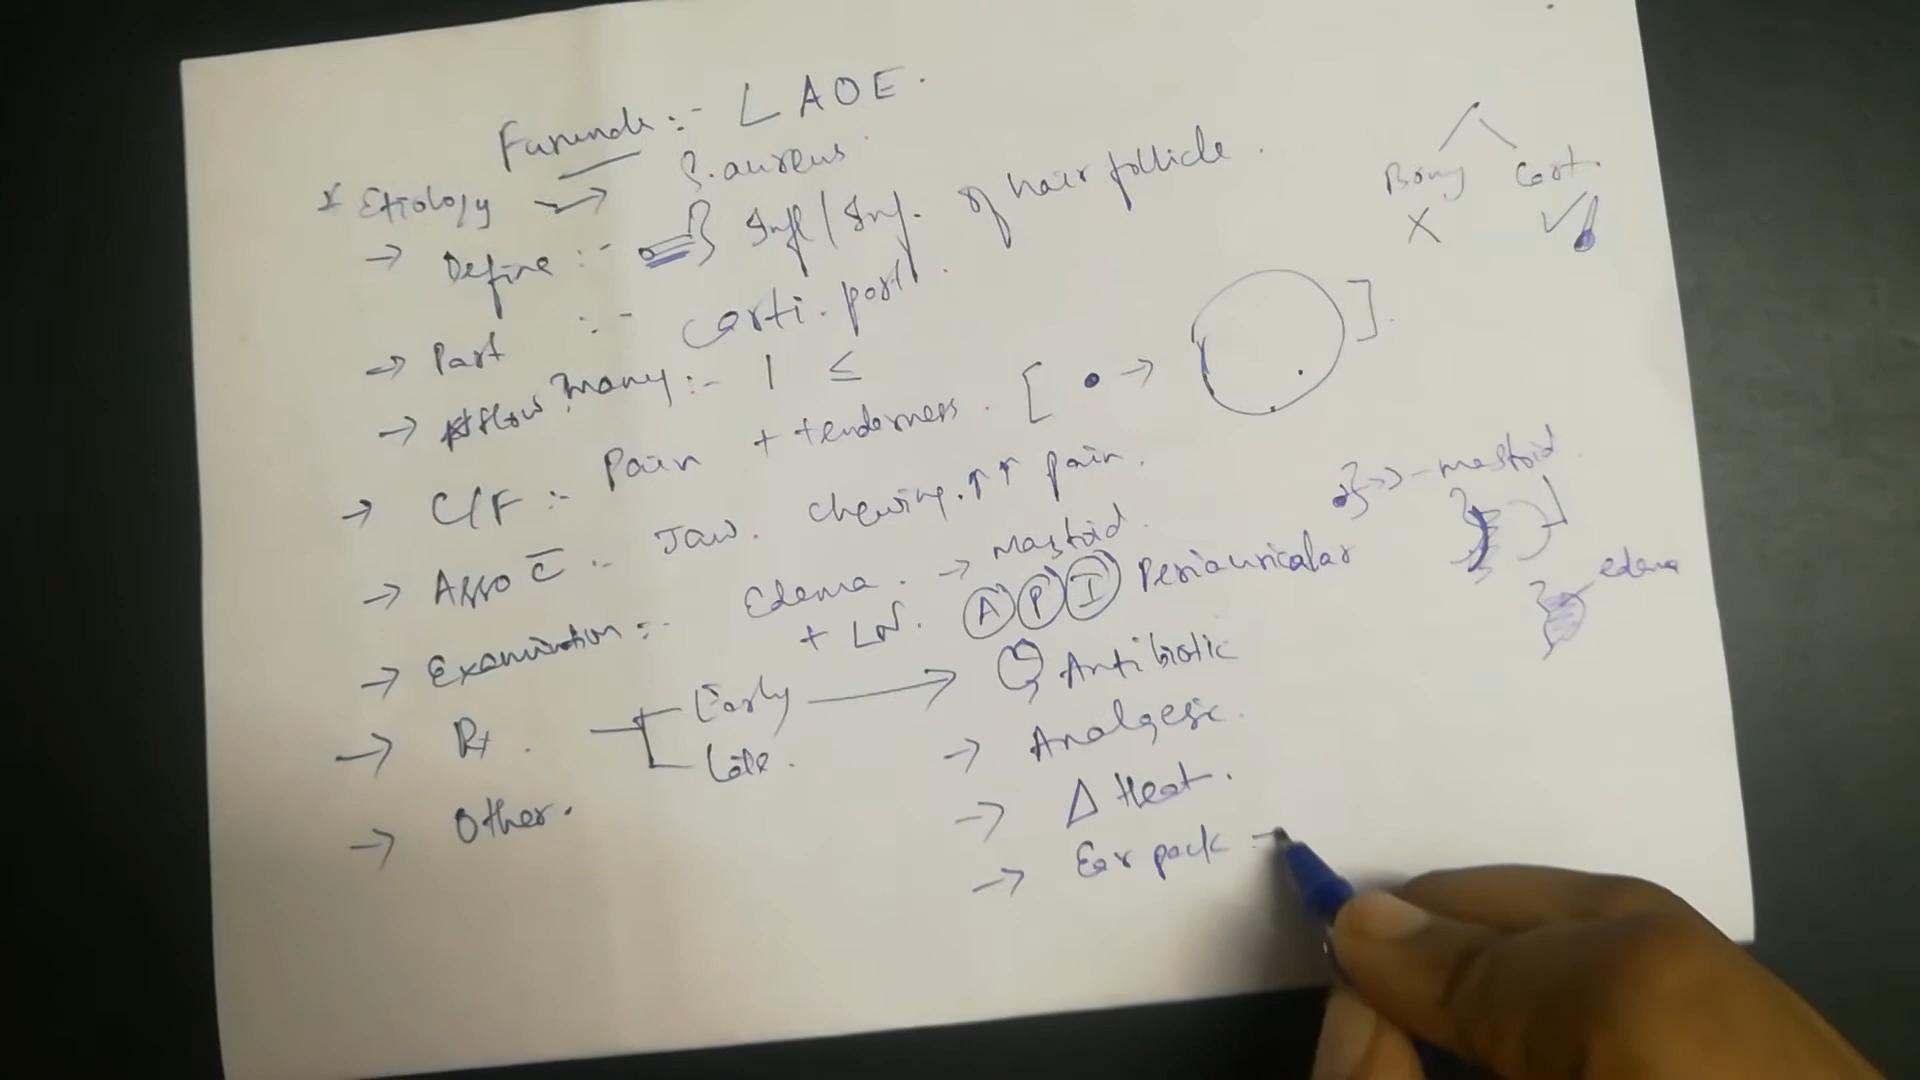 Furuncle :- LAOE.
* Etiology → S. aureus
→ Define :- Infl/Inf. of hair follicle.
→ Part :- Carti. part.
→ How many :- 1 ≤
→ C/F :- Pain + tenderness. [ • → ].
→ Asso c̄ :- Jaw. chewing. ↑↑ pain.
→ Examination :- Edema. → mastoid.
+ LN. A P I Periauricular
→ Rx. Early → Antibiotic
Late.
→ Analgesic.
→ Δ Heat.
→ Ear pack
→ Other.
Bony Cart.
X ✓
→ - mastoid
edema